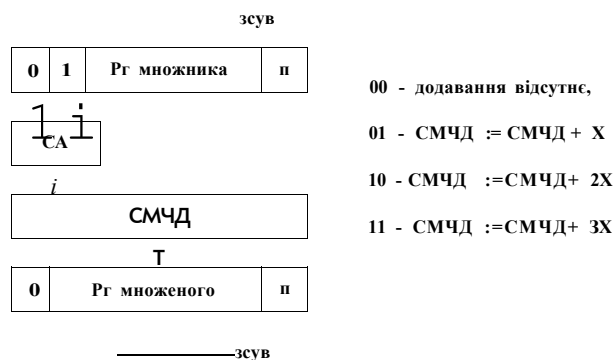 зсув
0 1 Рг множника п
1 i
СА
i
СМЧД
Т
0 Рг множеного п
зсув
00 - додавання відсутнє,
01 - СМЧД := СМЧД + X
10 - СМЧД :=СМЧД+ 2X
11 - СМЧД :=СМЧД+ 3X